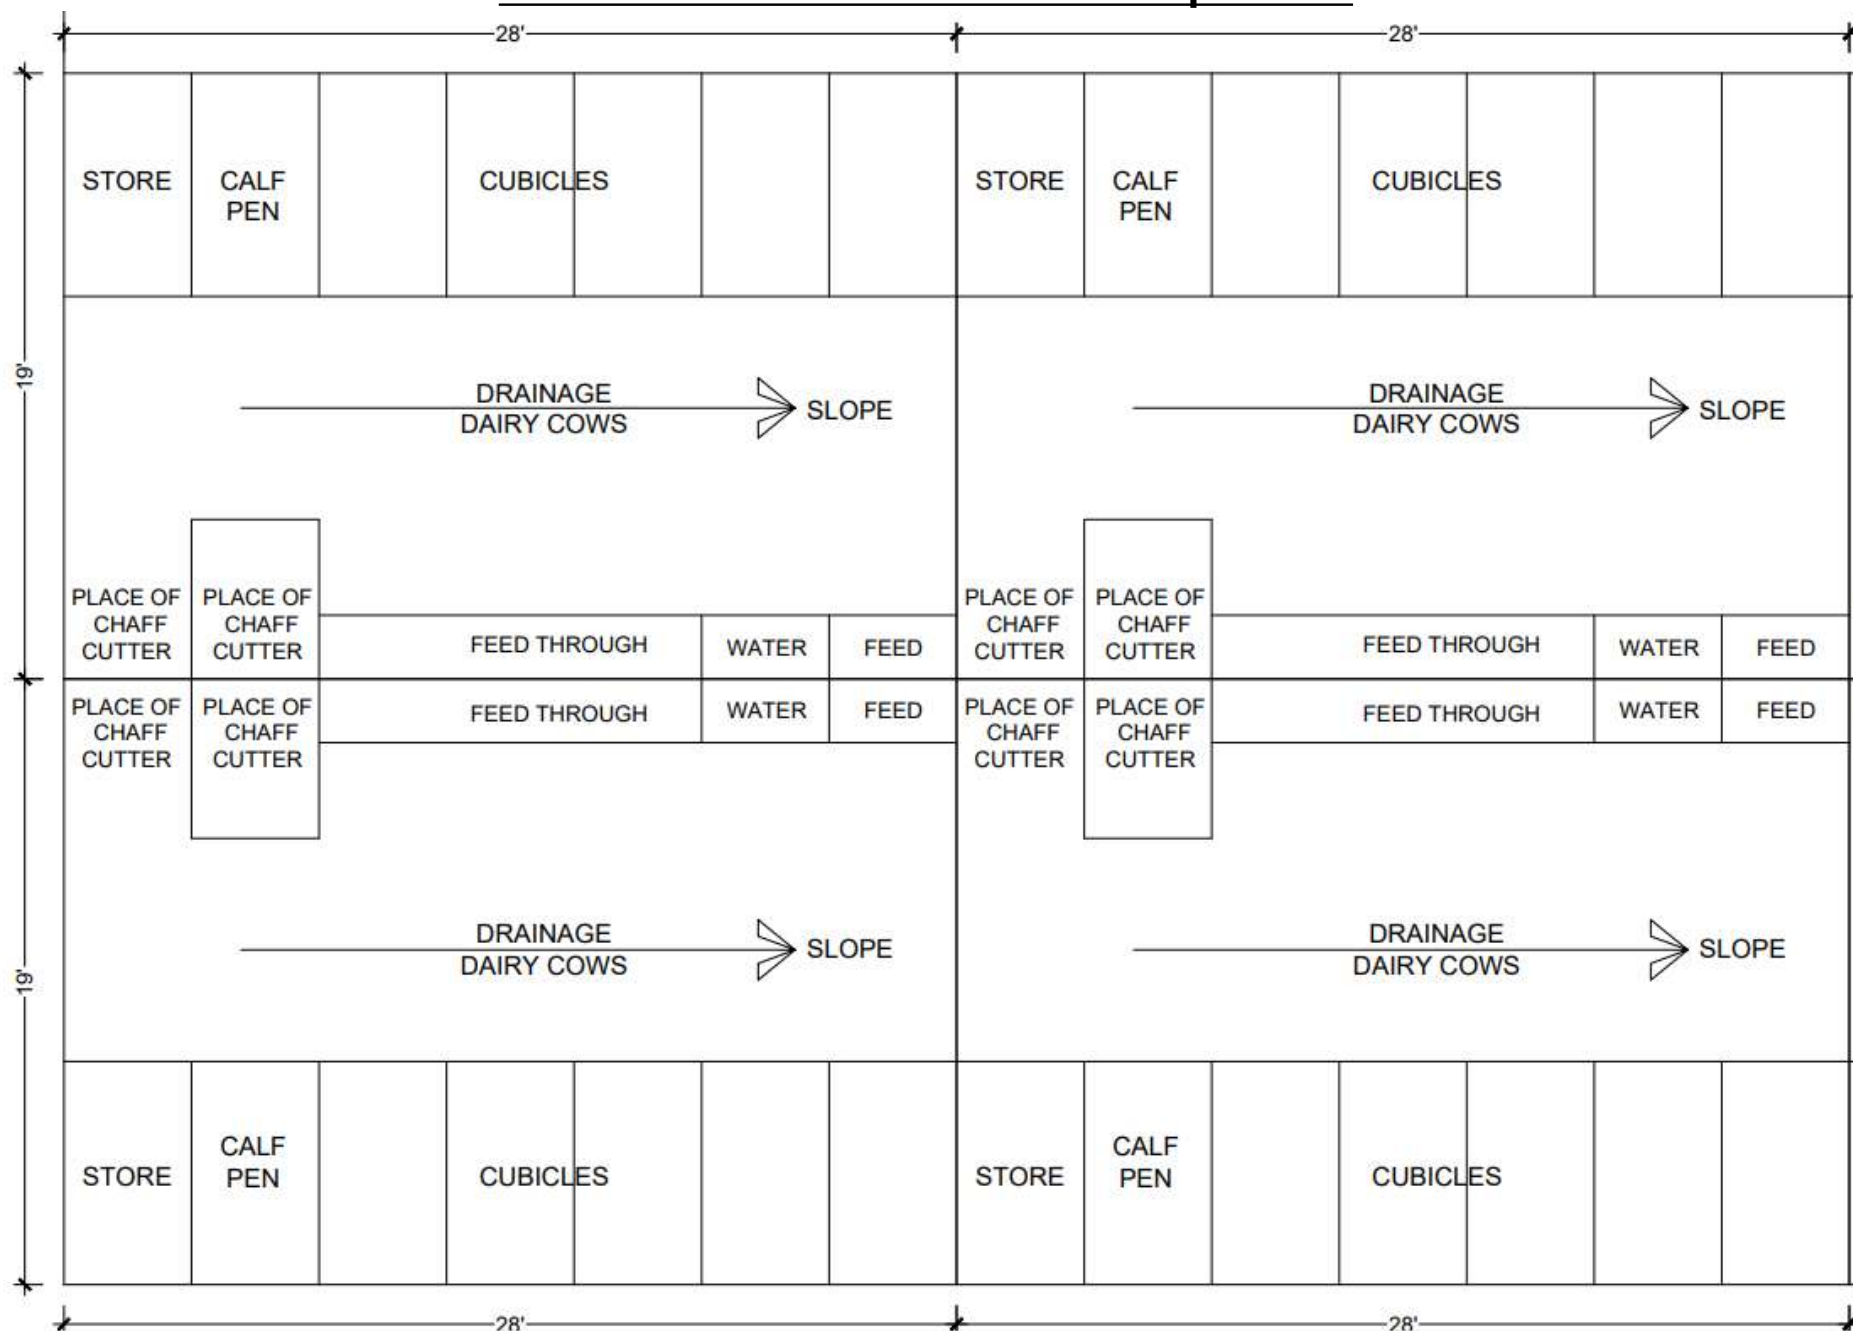 28' 28'
STORE CALF PEN CUBICLES STORE CALF PEN CUBICLES
19'
DRAINAGE DRAINAGE
DAIRY COWS SLOPE DAIRY COWS SLOPE
PLACE OF PLACE OF PLACE OF PLACE OF
CHAFF CHAFF FEED THROUGH WATER FEED CHAFF CHAFF FEED THROUGH WATER FEED
CUTTER CUTTER CUTTER CUTTER
PLACE OF PLACE OF FEED THROUGH WATER FEED PLACE OF PLACE OF FEED THROUGH WATER FEED
CHAFF CHAFF CHAFF CHAFF
CUTTER CUTTER CUTTER CUTTER
DRAINAGE DRAINAGE
19' DAIRY COWS SLOPE DAIRY COWS SLOPE
STORE CALF PEN CUBICLES STORE CALF PEN CUBICLES
28' 28'